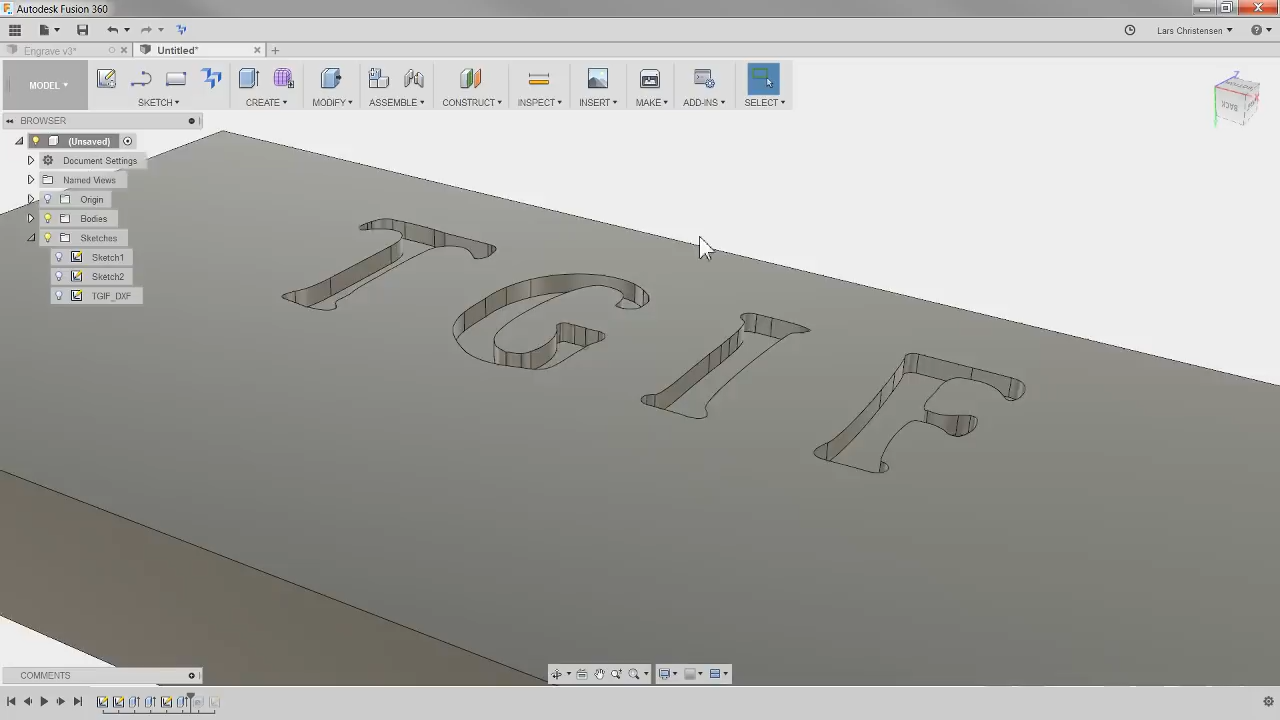 Autodesk Fusion 360
Lars Christensen
Engrave v3*
Untitled*
MODEL
SKETCH
CREATE
MODIFY
ASSEMBLE
CONSTRUCT
INSPECT
INSERT
MAKE
ADD-INS
SELECT
BROWSER
(Unsaved)
Document Settings
Named Views
Origin
Bodies
Sketches
Sketch1
Sketch2
TGIF_DXF
BACK
T G I F
COMMENTS